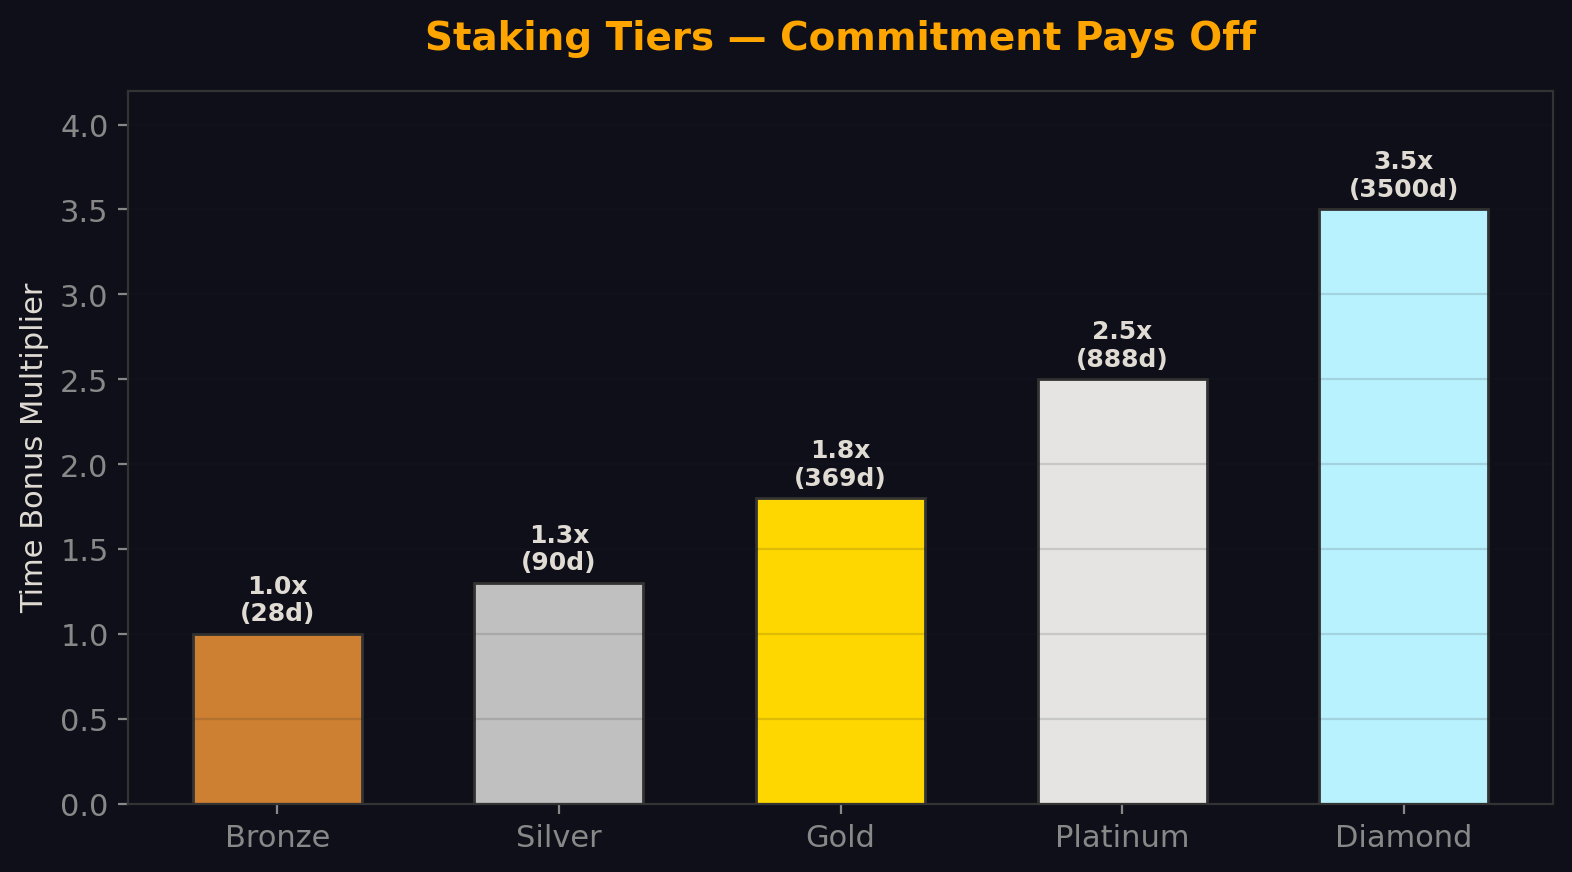 Staking Tiers — Commitment Pays Off
Time Bonus Multiplier
4.0
3.5
3.0
2.5
2.0
1.5
1.0
0.5
0.0
1.0x
(28d)
1.3x
(90d)
1.8x
(369d)
2.5x
(888d)
3.5x
(3500d)
Bronze
Silver
Gold
Platinum
Diamond